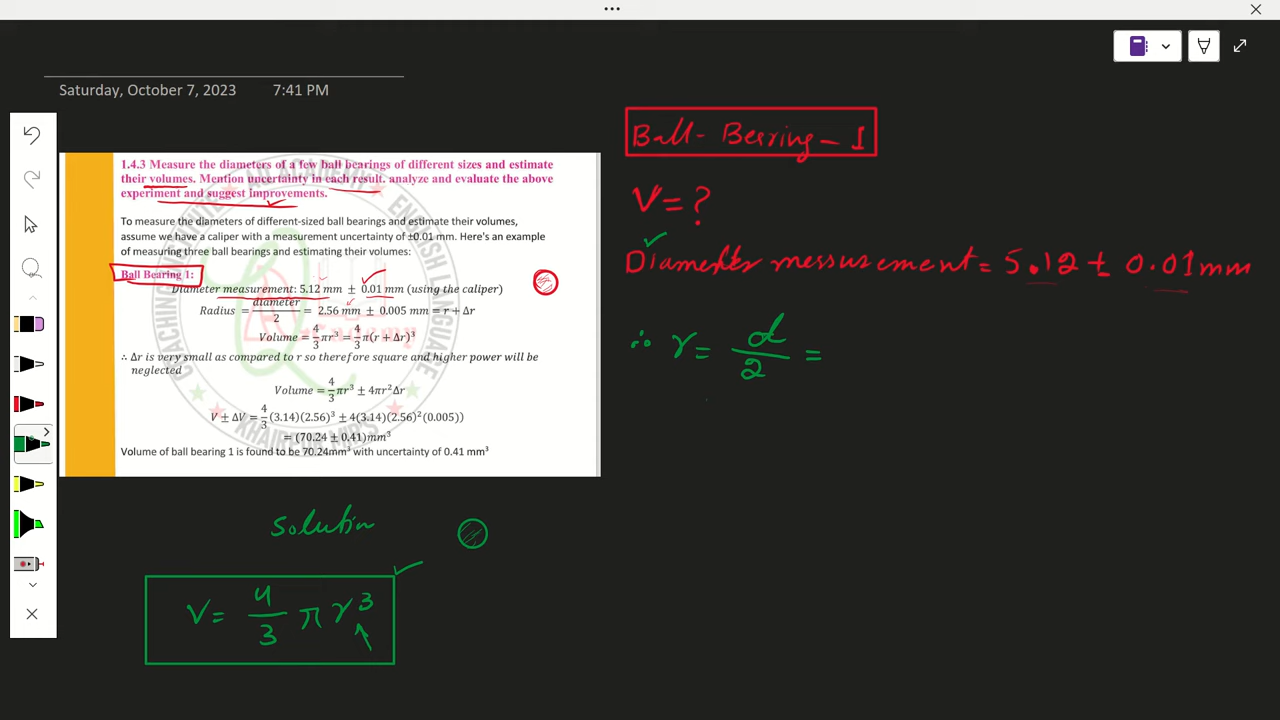 Saturday, October 7, 2023 7:41 PM
1.4.3 Measure the diameters of a few ball bearings of different sizes and estimate
their volumes. Mention uncertainty in each result. analyze and evaluate the above
experiment and suggest improvements.
To measure the diameters of different-sized ball bearings and estimate their volumes,
assume we have a caliper with a measurement uncertainty of ±0.01 mm. Here's an example
of measuring three ball bearings and estimating their volumes:
Ball Bearing 1:
Diameter measurement: 5.12 mm ± 0.01 mm (using the caliper)
Radius = diameter/2 = 2.56 mm ± 0.005 mm = r + Δr
Volume = 4/3 πr³ = 4/3 π(r + Δr)³
∴ Δr is very small as compared to r so therefore square and higher power will be
neglected
Volume = 4/3 πr³ ± 4πr²Δr
V ± ΔV = 4/3 (3.14)(2.56)³ ± 4(3.14)(2.56)²(0.005))
= (70.24 ± 0.41)mm³
Volume of ball bearing 1 is found to be 70.24mm³ with uncertainty of 0.41 mm³
Solution
V = 4/3 π r³
Ball-Bearing-1
V = ?
Diameter messurement = 5.12 ± 0.01mm
∴ r = d/2 =